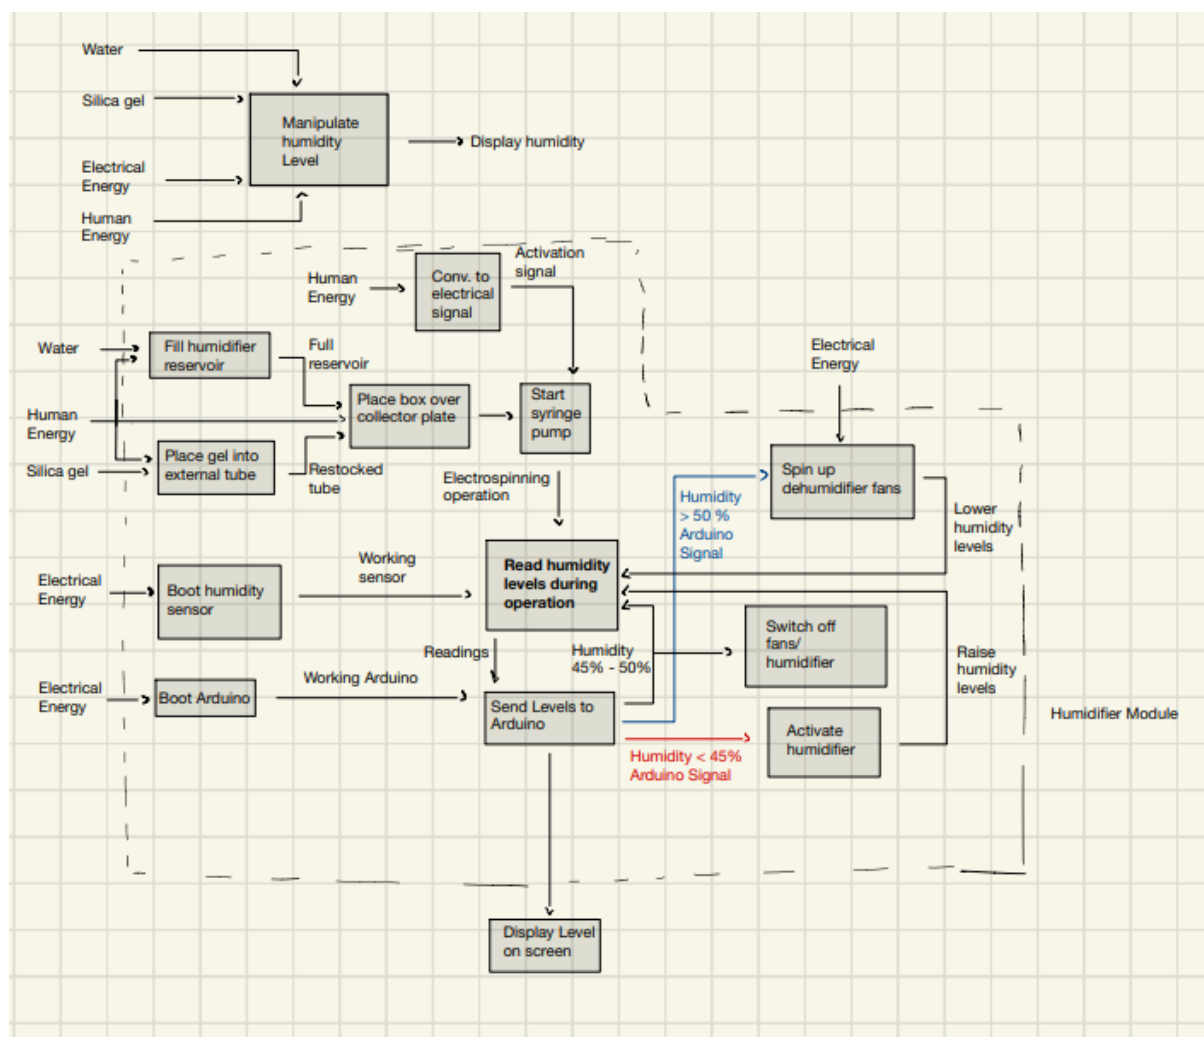 Water
Silica gel
Manipulate
humidity
Level
Display humidity
Electrical
Energy
Human
Energy
Activation
signal
Human
Energy
Conv. to
electrical
signal
Water
Fill humidifier
reservoir
Full
reservoir
Electrical
Energy
Human
Energy
Place box over
collector plate
Start
syringe
pump
Silica gel
Place gel into
external tube
Restocked
tube
Electrospinning
operation
Spin up
dehumidifier fans
Humidity
> 50 %
Arduino
Signal
Lower
humidity
levels
Electrical
Energy
Boot humidity
sensor
Working
sensor
Read humidity
levels during
operation
Switch off
fans/
humidifier
Readings
Humidity
45% - 50%
Raise
humidity
levels
Electrical
Energy
Boot Arduino
Working Arduino
Send Levels to
Arduino
Activate
humidifier
Humidity < 45%
Arduino Signal
Humidifier Module
Display Level
on screen